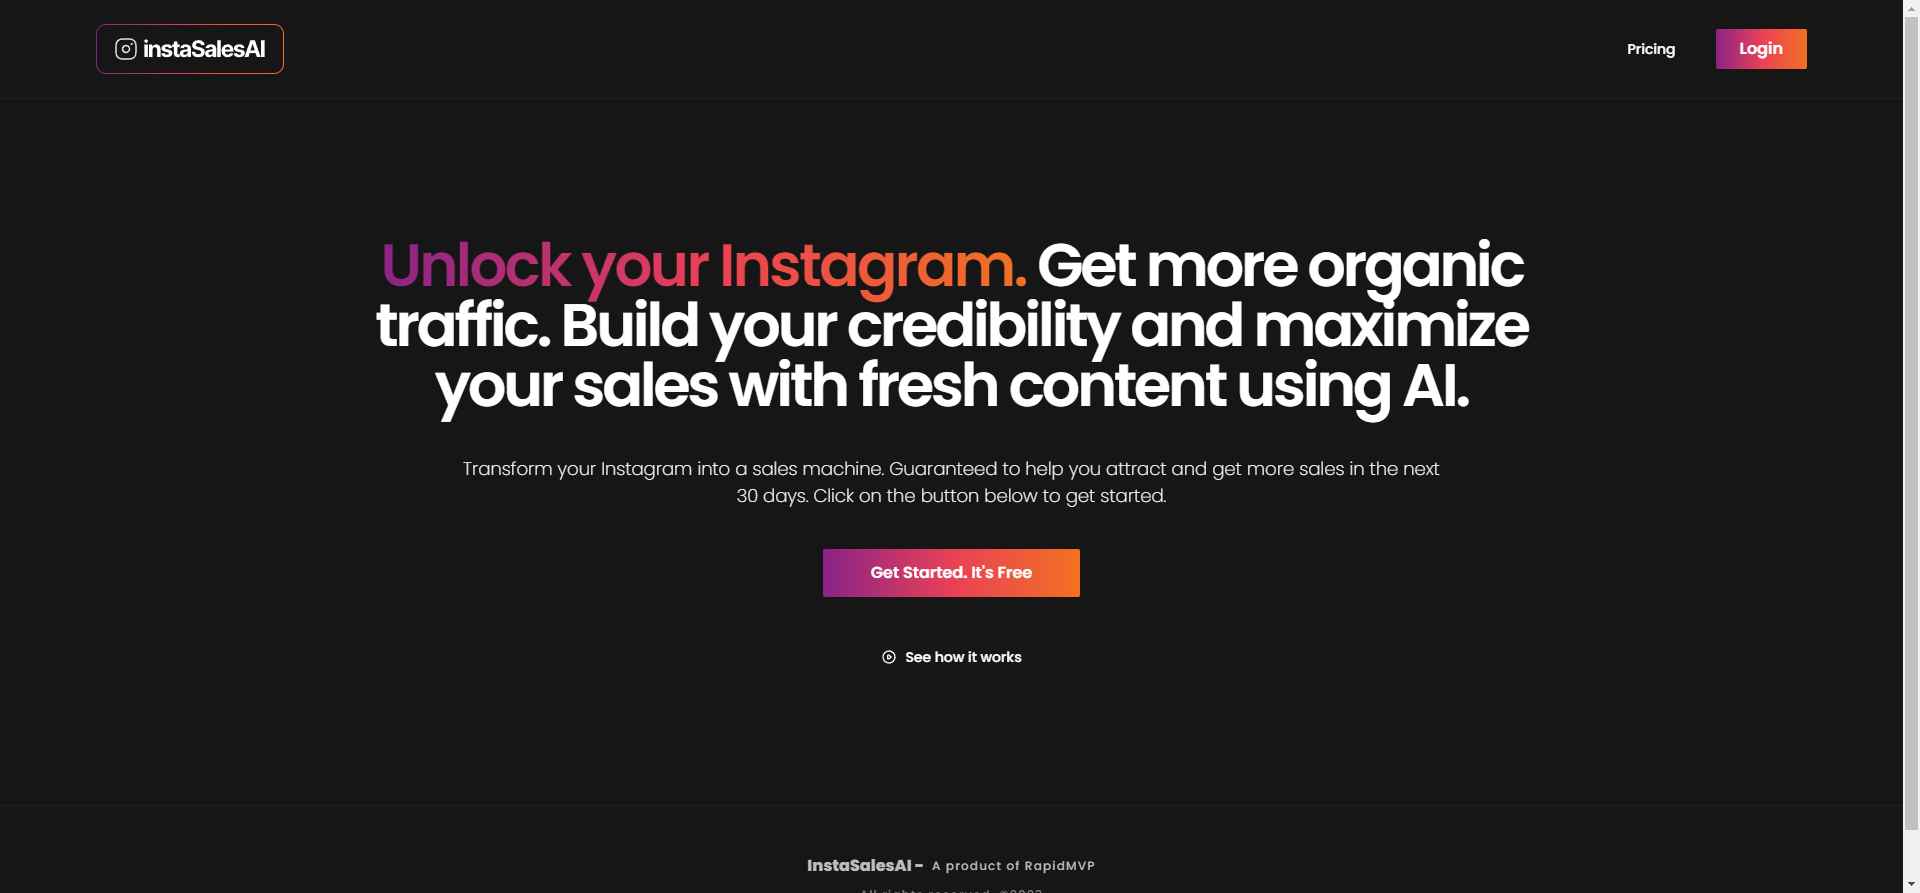 instaSalesAI
Pricing
Login
Unlock your Instagram. Get more organic
traffic. Build your credibility and maximize
your sales with fresh content using AI.
Transform your Instagram into a sales machine. Guaranteed to help you attract and get more sales in the next
30 days. Click on the button below to get started.
Get Started. It's Free
See how it works
InstaSalesAI - A product of RapidMVP
All rights reserved.